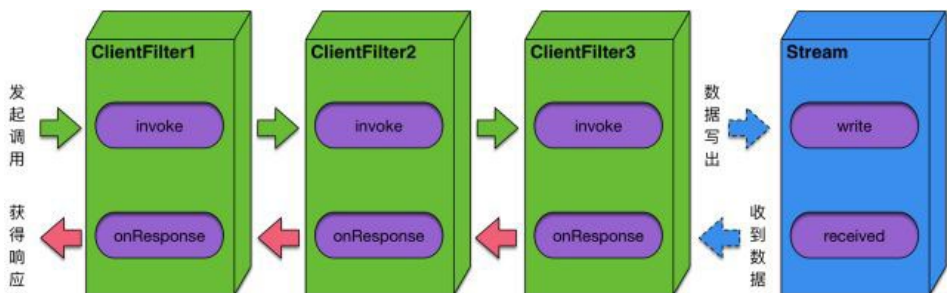 ClientFilter1
ClientFilter2
ClientFilter3
Stream
发起调用
invoke
invoke
invoke
数据写出
write
获得响应
onResponse
onResponse
onResponse
收到数据
received